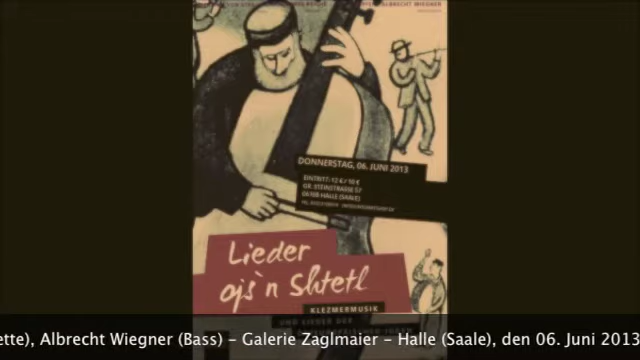 ALBRECHT WIEGNER
DONNERSTAG, 06. JUNI 2013
EINTRITT: 12 € / 10 €
GR. STEINSTRASSE 57
06108 HALLE (SAALE)
Lieder
ojs`n Shtetl
KLEZMERMUSIK
UND LIEDER DER
ette), Albrecht Wiegner (Bass) – Galerie Zaglmaier – Halle (Saale), den 06. Juni 2013